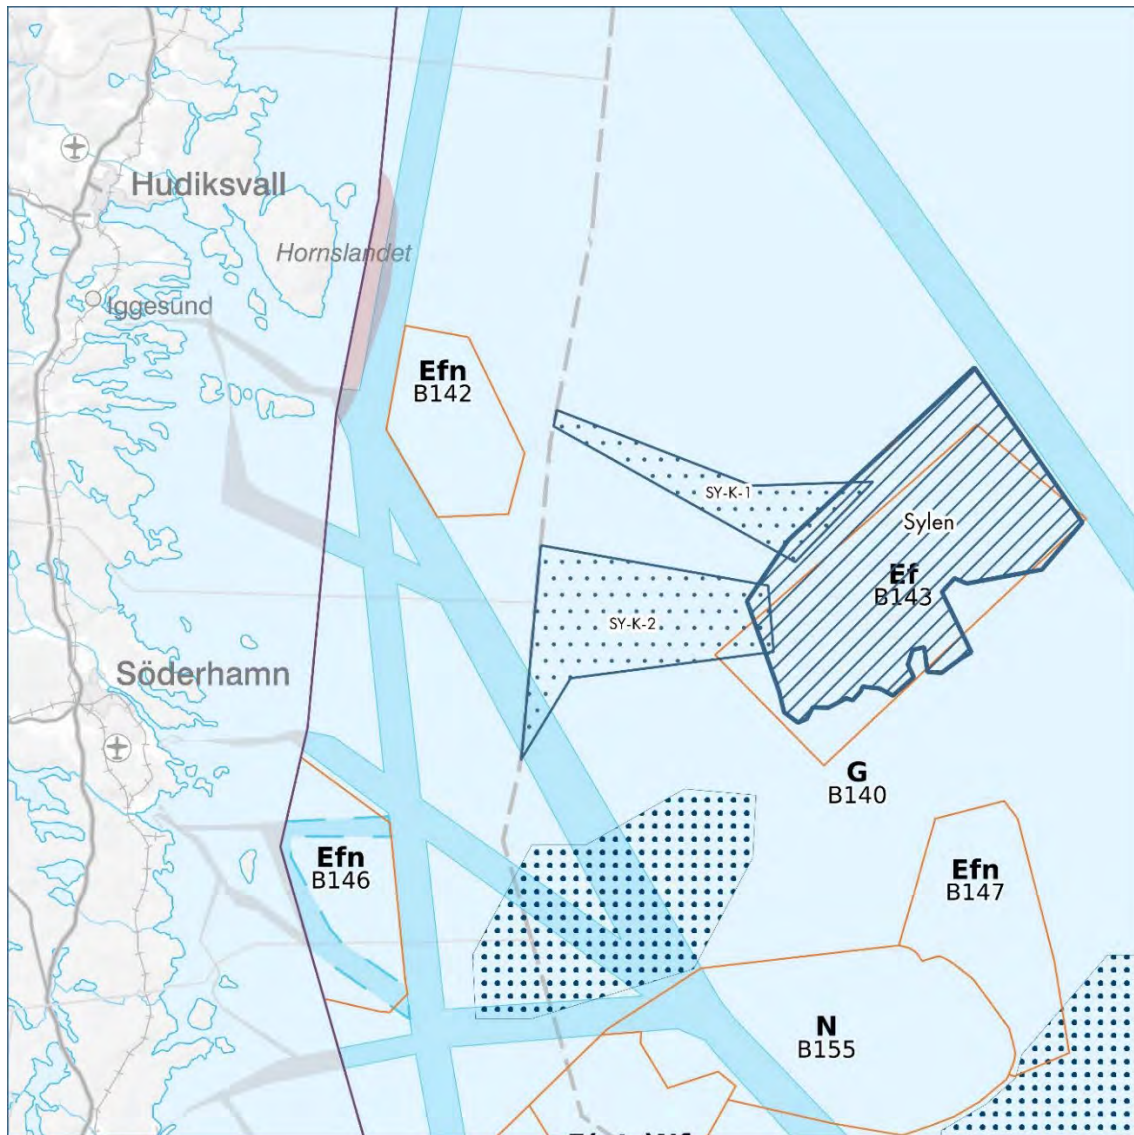 Hudiksvall
Hornslandet
Iggesund
Efn
B142
SY-K-1
Sylen
Ef
B143
SY-K-2
Söderhamn
G
B140
Efn
B146
Efn
B147
N
B155